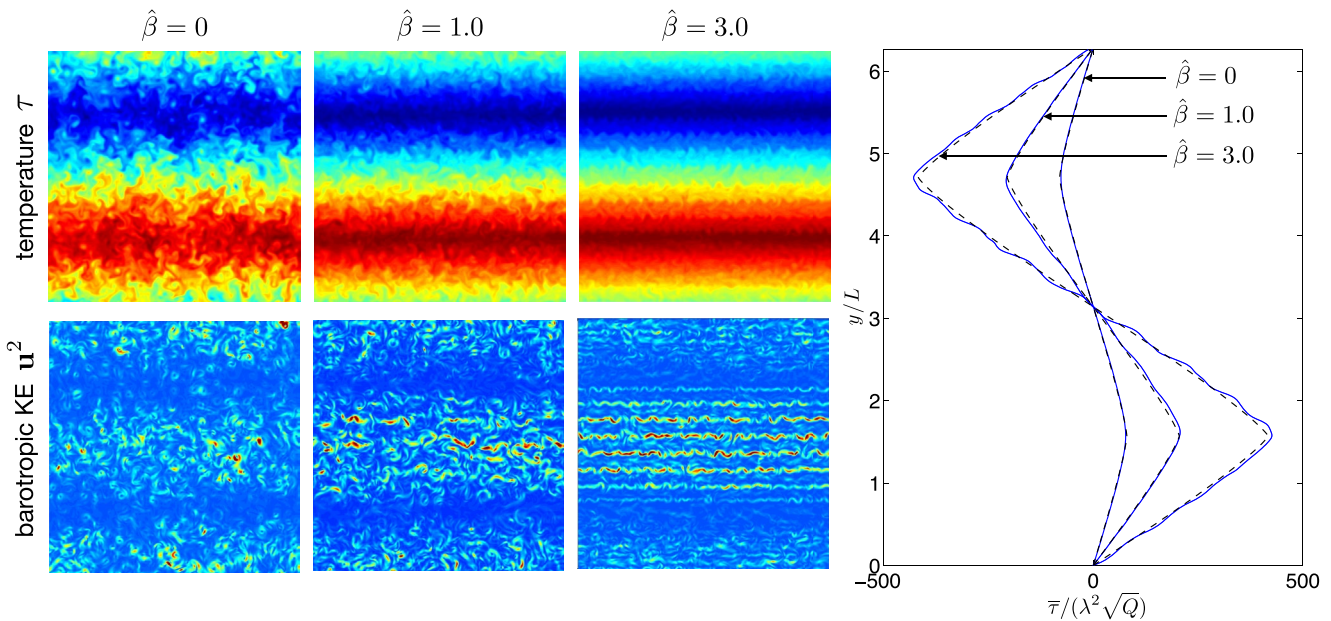 β̂ = 0
β̂ = 1.0
β̂ = 3.0
temperature τ
barotropic KE u²
y/L
6
5
4
3
2
1
0
β̂ = 0
β̂ = 1.0
β̂ = 3.0
−500
0
500
τ̅/(λ²√Q)